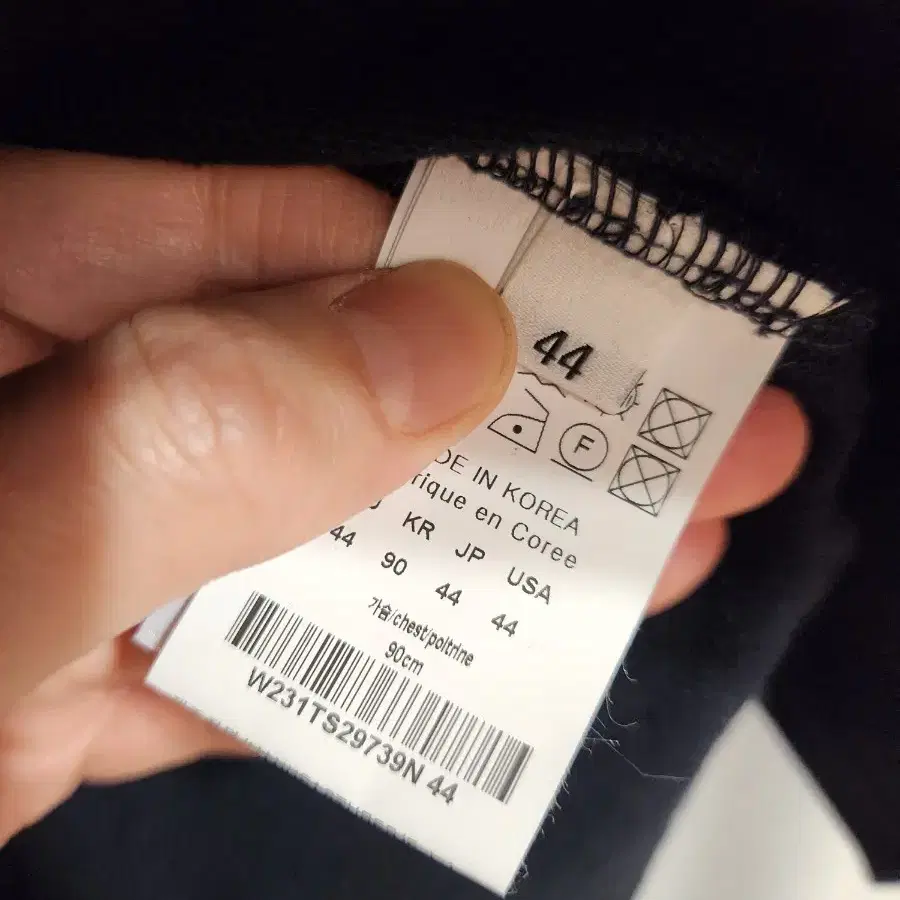 44
F
DE IN KOREA
rique en Coree
KR JP USA
44 90 44 44
가슴/chest/poltrine
90cm
W231TS29739N 44